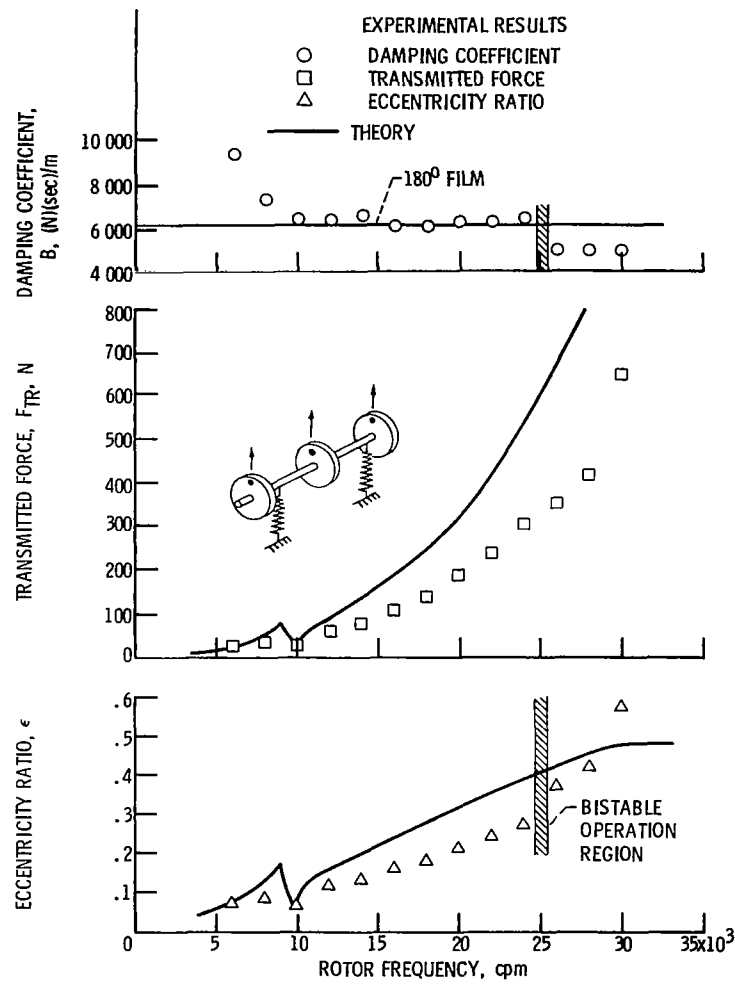 EXPERIMENTAL RESULTS
DAMPING COEFFICIENT
TRANSMITTED FORCE
ECCENTRICITY RATIO
THEORY
DAMPING COEFFICIENT,
B, (N)(sec)/m
10 000
8 000
6 000
4 000
180° FILM
TRANSMITTED FORCE, FTR, N
800
700
600
500
400
300
200
100
0
ECCENTRICITY RATIO, ϵ
.6
.5
.4
.3
.2
.1
BISTABLE
OPERATION
REGION
0 5 10 15 20 25 30 35x10³
ROTOR FREQUENCY, cpm